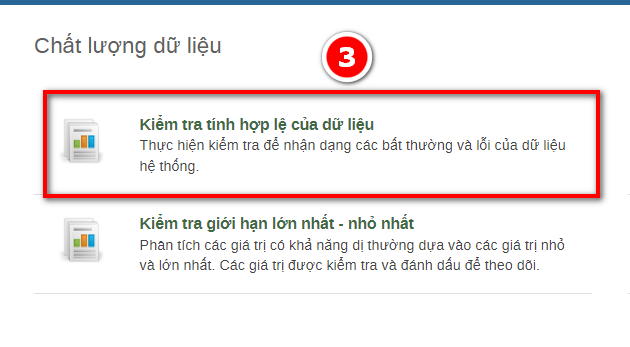 Chất lượng dữ liệu
3
Kiểm tra tính hợp lệ của dữ liệu
Thực hiện kiểm tra để nhận dạng các bất thường và lỗi của dữ liệu
hệ thống.
Kiểm tra giới hạn lớn nhất - nhỏ nhất
Phân tích các giá trị có khả năng dị thường dựa vào các giá trị nhỏ
và lớn nhất. Các giá trị được kiểm tra và đánh dấu để theo dõi.